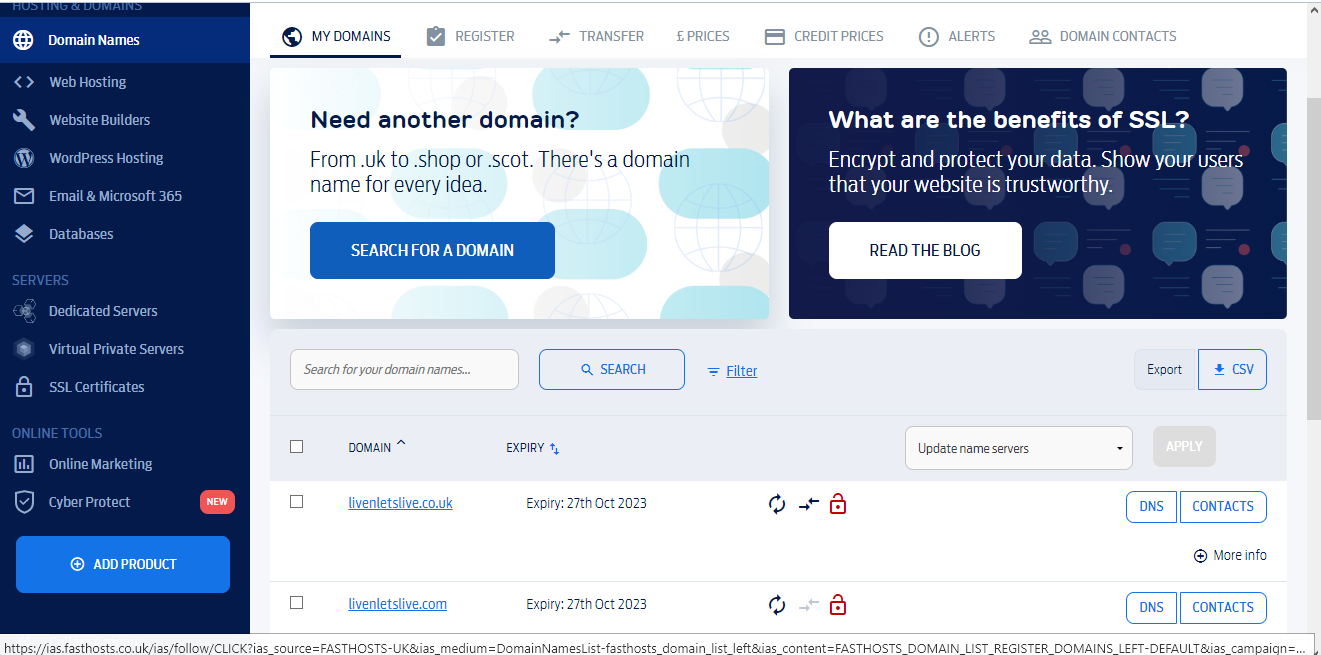 HOSTING & DOMAINS
Domain Names
Web Hosting
Website Builders
WordPress Hosting
Email & Microsoft 365
Databases
SERVERS
Dedicated Servers
Virtual Private Servers
SSL Certificates
ONLINE TOOLS
Online Marketing
Cyber Protect NEW
ADD PRODUCT
MY DOMAINS REGISTER TRANSFER £ PRICES CREDIT PRICES ALERTS DOMAIN CONTACTS
Need another domain?
From .uk to .shop or .scot. There's a domain
name for every idea.
SEARCH FOR A DOMAIN
What are the benefits of SSL?
Encrypt and protect your data. Show your users
that your website is trustworthy.
READ THE BLOG
Search for your domain names... SEARCH Filter Export CSV
DOMAIN EXPIRY Update name servers APPLY
livenletslive.co.uk Expiry: 27th Oct 2023 DNS CONTACTS
More info
livenletslive.com Expiry: 27th Oct 2023 DNS CONTACTS
https://ias.fasthosts.co.uk/ias/follow/CLICK?ias_source=FASTHOSTS-UK&ias_medium=DomainNamesList-fasthosts_domain_list_left&ias_content=FASTHOSTS_DOMAIN_LIST_REGISTER_DOMAINS_LEFT-DEFAULT&ias_campaign=...